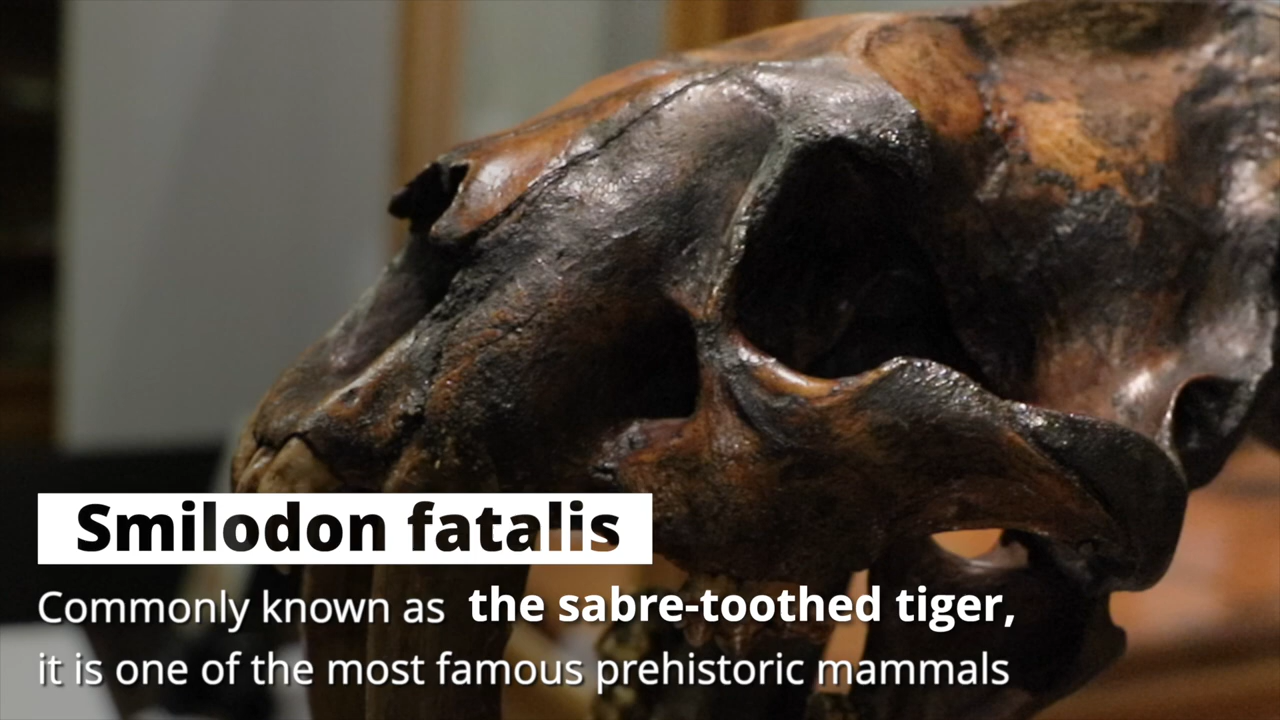 Smilodon fatalis
Commonly known as the sabre-toothed tiger,
it is one of the most famous prehistoric mammals